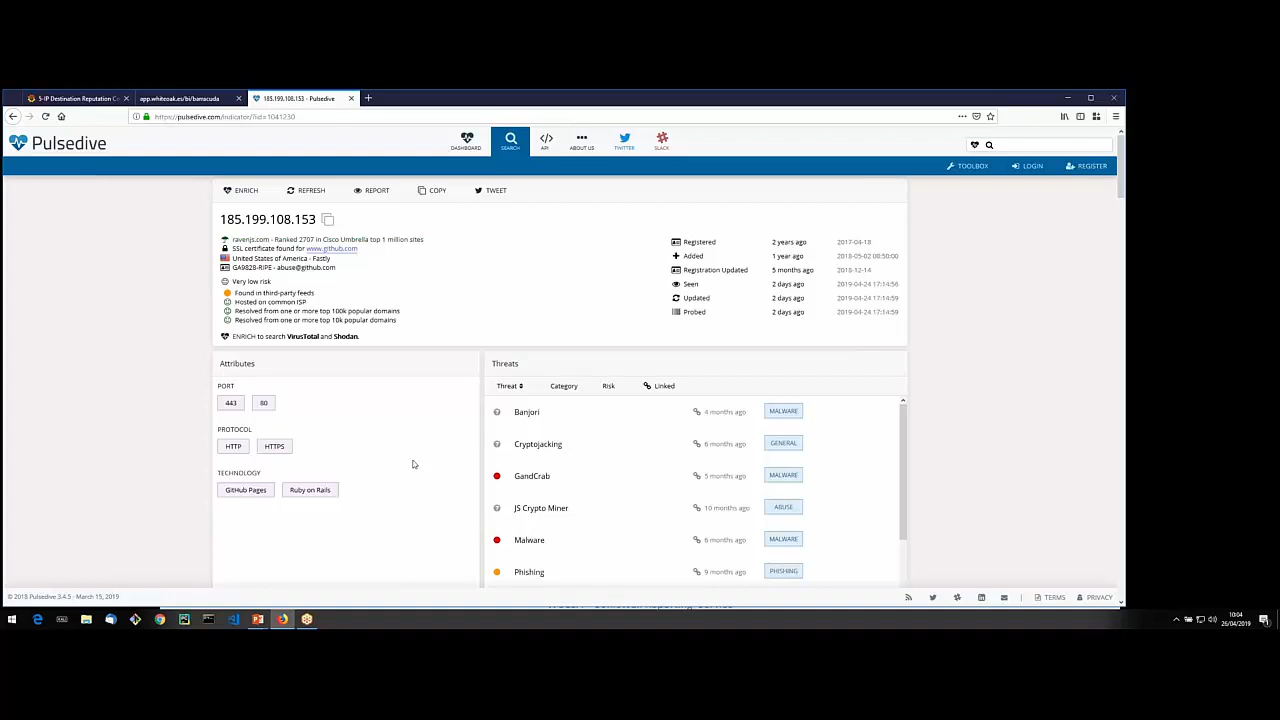 5-IP Destination Reputation Co
app.whiteoak.es/bi/barracuda
185.199.108.153 - Pulsedive
https://pulsedive.com/indicator/?iid=1041230
Pulsedive
DASHBOARD
SEARCH
API
ABOUT US
TWITTER
SLACK
TOOLBOX
LOGIN
REGISTER
ENRICH
REFRESH
REPORT
COPY
TWEET
185.199.108.153
ravenjs.com - Ranked 2707 in Cisco Umbrella top 1 million sites
SSL certificate found for www.github.com
United States of America - Fastly
GA9828-RIPE - abuse@github.com
Very low risk
Found in third-party feeds
Hosted on common ISP
Resolved from one or more top 100k popular domains
Resolved from one or more top 10k popular domains
ENRICH to search VirusTotal and Shodan.
Registered 2 years ago 2017-04-18
Added 1 year ago 2018-05-02 08:50:00
Registration Updated 5 months ago 2018-12-14
Seen 2 days ago 2019-04-24 17:14:56
Updated 2 days ago 2019-04-24 17:14:59
Probed 2 days ago 2019-04-24 17:14:59
Attributes
PORT
443 80
PROTOCOL
HTTP HTTPS
TECHNOLOGY
GitHub Pages Ruby on Rails
Threats
Threat Category Risk Linked
Banjori 4 months ago MALWARE
Cryptojacking 6 months ago GENERAL
GandCrab 5 months ago MALWARE
JS Crypto Miner 10 months ago ABUSE
Malware 6 months ago MALWARE
Phishing 9 months ago PHISHING
© 2018 Pulsedive 3.4.5 - March 15, 2019
TERMS
PRIVACY
10:04
26/04/2019